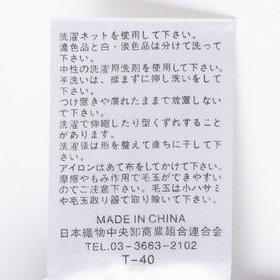 洗濯ネットを使用して下さい。
濃色品と白・淡色品は分けて洗って
下さい。
中性の洗濯用洗剤を使用して下さい。
手洗いは、揉まずに押し洗いをして
下さい。
つけ置きや濡れたままで放置しない
で下さい。
洗濯で伸縮したり型くずれすること
があります。
洗濯後は形を整えて直ちに干して下
さい。
アイロンはあて布をしてかけて下さい。
摩擦やもみ作用で毛玉ができやすい
のでご注意下さい。毛玉は小ハサミ
や毛玉取り器で取り除いて下さい。
MADE IN CHINA
日本織物中央卸商業組合連合会
TEL.03-3663-2102
T-40